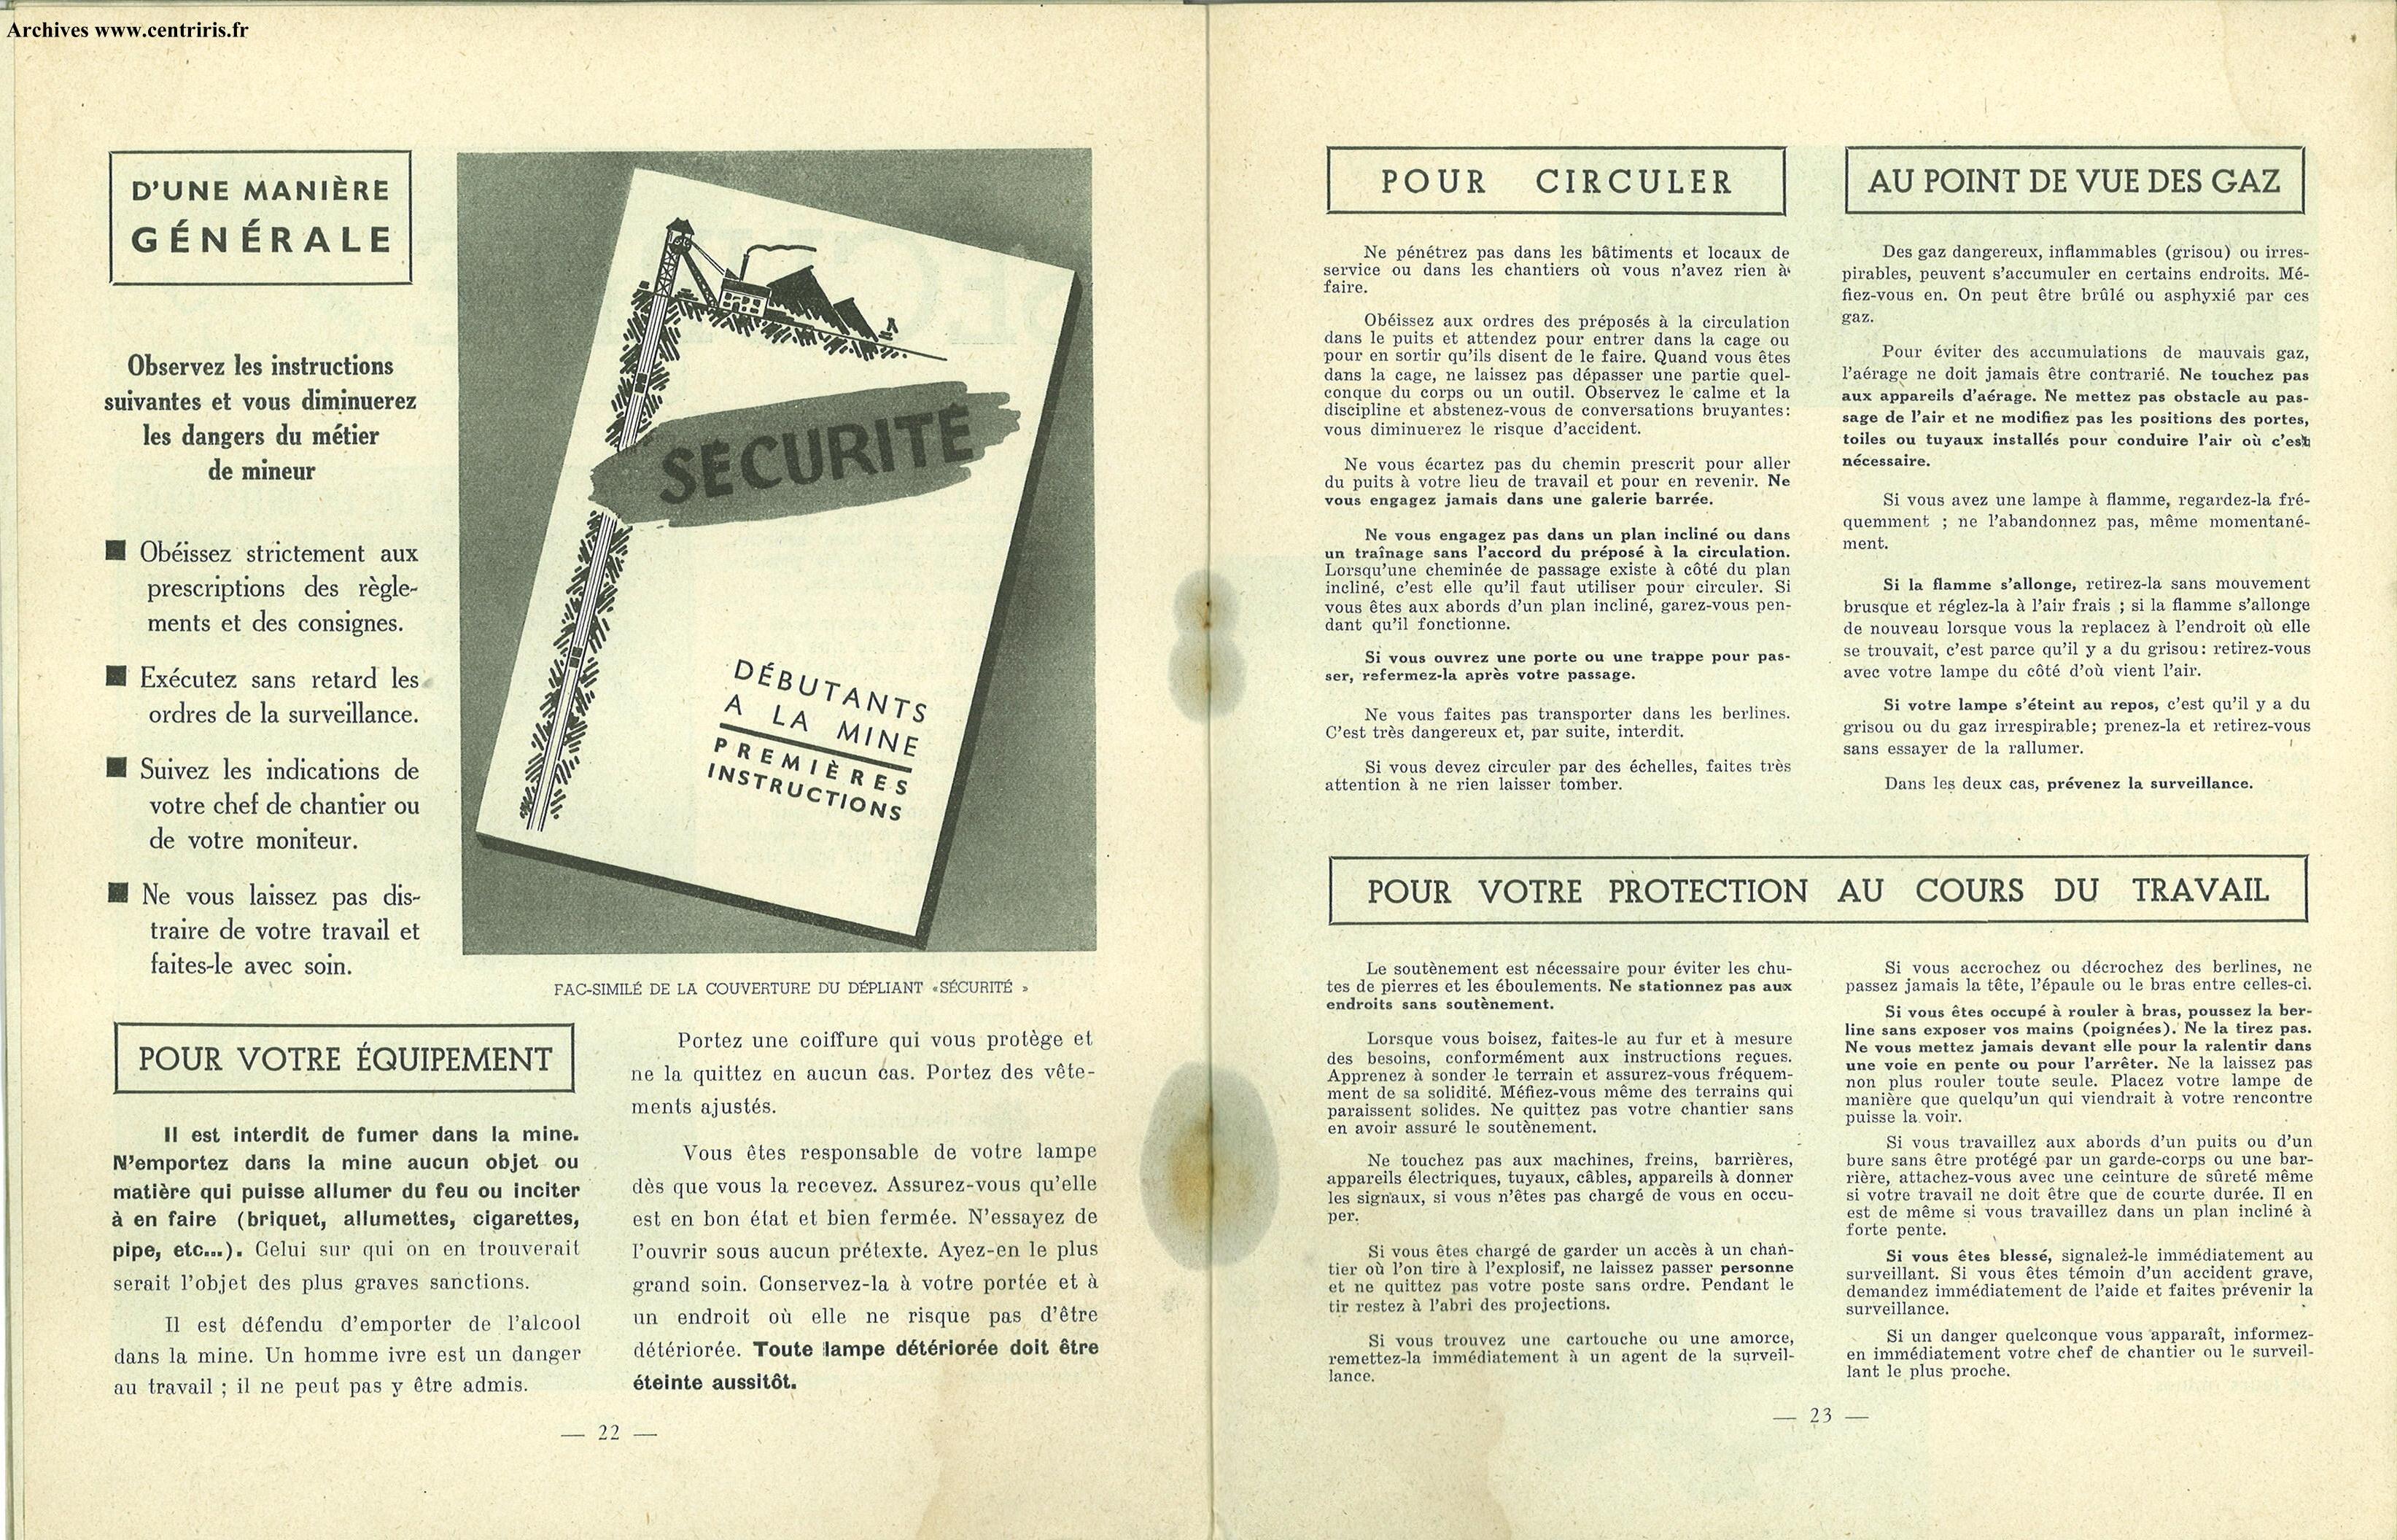 Archives www.centriris.fr
D'UNE MANIÈRE
GÉNÉRALE
Observez les instructions
suivantes et vous diminuerez
les dangers du métier
de mineur
■ Obéissez strictement aux
prescriptions des règle-
ments et des consignes.
■ Exécutez sans retard les
ordres de la surveillance.
■ Suivez les indications de
votre chef de chantier ou
de votre moniteur.
■ Ne vous laissez pas dis-
traire de votre travail et
faites-le avec soin.
SÉCURITÉ
DÉBUTANTS
A LA MINE
PREMIÈRES
INSTRUCTIONS
FAC-SIMILÉ DE LA COUVERTURE DU DÉPLIANT «SÉCURITÉ »
POUR VOTRE ÉQUIPEMENT
Il est interdit de fumer dans la mine.
N'emportez dans la mine aucun objet ou
matière qui puisse allumer du feu ou inciter
à en faire (briquet, allumettes, cigarettes,
pipe, etc...). Celui sur qui on en trouverait
serait l'objet des plus graves sanctions.
Il est défendu d'emporter de l'alcool
dans la mine. Un homme ivre est un danger
au travail ; il ne peut pas y être admis.
Portez une coiffure qui vous protège et
ne la quittez en aucun cas. Portez des vête-
ments ajustés.
Vous êtes responsable de votre lampe
dès que vous la recevez. Assurez-vous qu'elle
est en bon état et bien fermée. N'essayez de
l'ouvrir sous aucun prétexte. Ayez-en le plus
grand soin. Conservez-la à votre portée et à
un endroit où elle ne risque pas d'être
détériorée. Toute lampe détériorée doit être
éteinte aussitôt.
— 22 —
POUR CIRCULER
Ne pénétrez pas dans les bâtiments et locaux de
service ou dans les chantiers où vous n'avez rien à
faire.
Obéissez aux ordres des préposés à la circulation
dans le puits et attendez pour entrer dans la cage ou
pour en sortir qu'ils disent de le faire. Quand vous êtes
dans la cage, ne laissez pas dépasser une partie quel-
conque du corps ou un outil. Observez le calme et la
discipline et abstenez-vous de conversations bruyantes:
vous diminuerez le risque d'accident.
Ne vous écartez pas du chemin prescrit pour aller
du puits à votre lieu de travail et pour en revenir. Ne
vous engagez jamais dans une galerie barrée.
Ne vous engagez pas dans un plan incliné ou dans
un traînage sans l'accord du préposé à la circulation.
Lorsqu'une cheminée de passage existe à côté du plan
incliné, c'est elle qu'il faut utiliser pour circuler. Si
vous êtes aux abords d'un plan incliné, garez-vous pen-
dant qu'il fonctionne.
Si vous ouvrez une porte ou une trappe pour pas-
ser, refermez-la après votre passage.
Ne vous faites pas transporter dans les berlines.
C'est très dangereux et, par suite, interdit.
Si vous devez circuler par des échelles, faites très
attention à ne rien laisser tomber.
AU POINT DE VUE DES GAZ
Des gaz dangereux, inflammables (grisou) ou irres-
pirables, peuvent s'accumuler en certains endroits. Mé-
fiez-vous en. On peut être brûlé ou asphyxié par ces
gaz.
Pour éviter des accumulations de mauvais gaz,
l'aérage ne doit jamais être contrarié. Ne touchez pas
aux appareils d'aérage. Ne mettez pas obstacle au pas-
sage de l'air et ne modifiez pas les positions des portes,
toiles ou tuyaux installés pour conduire l'air où c'est
nécessaire.
Si vous avez une lampe à flamme, regardez-la fré-
quemment ; ne l'abandonnez pas, même momentané-
ment.
Si la flamme s'allonge, retirez-la sans mouvement
brusque et réglez-la à l'air frais ; si la flamme s'allonge
de nouveau lorsque vous la replacez à l'endroit où elle
se trouvait, c'est parce qu'il y a du grisou: retirez-vous
avec votre lampe du côté d'où vient l'air.
Si votre lampe s'éteint au repos, c'est qu'il y a du
grisou ou du gaz irrespirable; prenez-la et retirez-vous
sans essayer de la rallumer.
Dans les deux cas, prévenez la surveillance.
POUR VOTRE PROTECTION AU COURS DU TRAVAIL
Le soutènement est nécessaire pour éviter les chu-
tes de pierres et les éboulements. Ne stationnez pas aux
endroits sans soutènement.
Lorsque vous boisez, faites-le au fur et à mesure
des besoins, conformément aux instructions reçues.
Apprenez à sonder le terrain et assurez-vous fréquem-
ment de sa solidité. Méfiez-vous même des terrains qui
paraissent solides. Ne quittez pas votre chantier sans
en avoir assuré le soutènement.
Ne touchez pas aux machines, freins, barrières,
appareils électriques, tuyaux, câbles, appareils à donner
les signaux, si vous n'êtes pas chargé de vous en occu-
per.
Si vous êtes chargé de garder un accès à un chan-
tier où l'on tire à l'explosif, ne laissez passer personne
et ne quittez pas votre poste sans ordre. Pendant le
tir restez à l'abri des projections.
Si vous trouvez une cartouche ou une amorce,
remettez-la immédiatement à un agent de la surveil-
lance.
Si vous accrochez ou décrochez des berlines, ne
passez jamais la tête, l'épaule ou le bras entre celles-ci.
Si vous êtes occupé à rouler à bras, poussez la ber-
line sans exposer vos mains (poignées). Ne la tirez pas.
Ne vous mettez jamais devant elle pour la ralentir dans
une voie en pente ou pour l'arrêter. Ne la laissez pas
non plus rouler toute seule. Placez votre lampe de
manière que quelqu'un qui viendrait à votre rencontre
puisse la voir.
Si vous travaillez aux abords d'un puits ou d'un
bure sans être protégé par un garde-corps ou une bar-
rière, attachez-vous avec une ceinture de sûreté même
si votre travail ne doit être que de courte durée. Il en
est de même si vous travaillez dans un plan incliné à
forte pente.
Si vous êtes blessé, signalez-le immédiatement au
surveillant. Si vous êtes témoin d'un accident grave,
demandez immédiatement de l'aide et faites prévenir la
surveillance.
Si un danger quelconque vous apparaît, informez-
en immédiatement votre chef de chantier ou le surveil-
lant le plus proche.
— 23 —